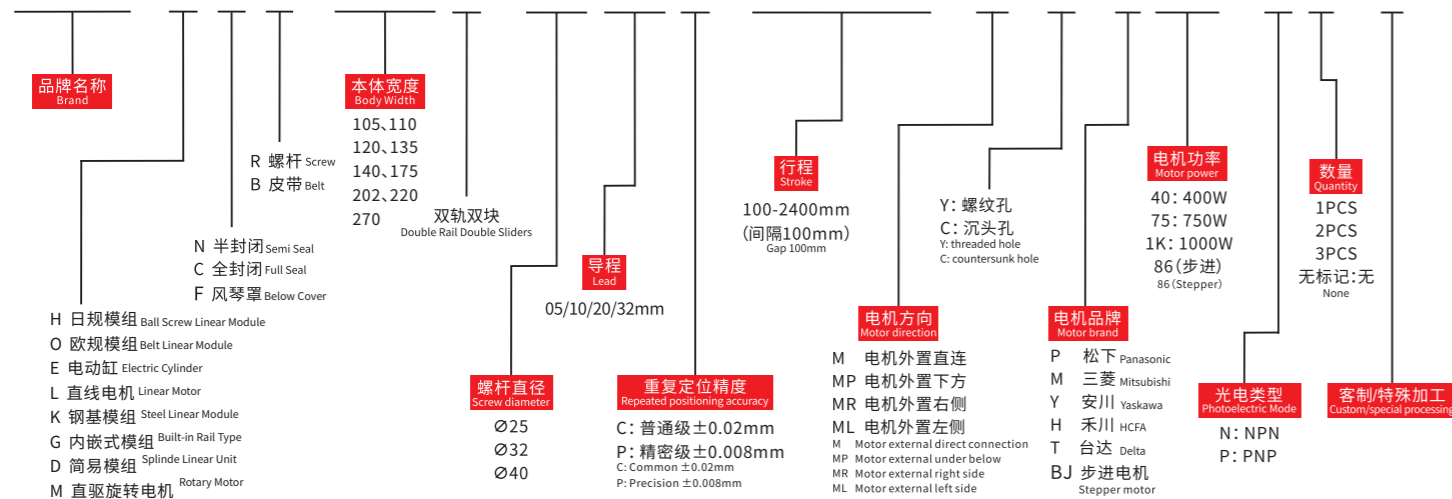 品牌名称
Brand
H 日规模组 Ball Screw Linear Module
O 欧规模组 Belt Linear Module
E 电动缸 Electric Cylinder
L 直线电机 Linear Motor
K 钢基模组 Steel Linear Module
G 内嵌式模组 Built-in Rail Type
D 简易模组 Splinde Linear Unit
M 直驱旋转电机 Rotary Motor
N 半封闭 Semi Seal
C 全封闭 Full Seal
F 风琴罩 Below Cover
R 螺杆 Screw
B 皮带 Belt
本体宽度
Body Width
105、110
120、135
140、175
202、220
270
双轨双块
Double Rail Double Sliders
螺杆直径
Screw diameter
Ø25
Ø32
Ø40
导程
Lead
05/10/20/32mm
重复定位精度
Repeated positioning accuracy
C：普通级±0.02mm
P：精密级±0.008mm
C: Common ±0.02mm
P: Precision ±0.008mm
行程
Stroke
100-2400mm
（间隔100mm）
Gap 100mm
电机方向
Motor direction
M 电机外置直连
MP 电机外置下方
MR 电机外置右侧
ML 电机外置左侧
M Motor external direct connection
MP Motor external under below
MR Motor external right side
ML Motor external left side
Y：螺纹孔
C：沉头孔
Y: threaded hole
C: countersunk hole
电机品牌
Motor brand
P 松下 Panasonic
M 三菱 Mitsubishi
Y 安川 Yaskawa
H 禾川 HCFA
T 台达 Delta
BJ 步进电机
Stepper motor
电机功率
Motor power
40：400W
75：750W
1K：1000W
86（步进）
86（Stepper）
光电类型
Photoelectric Mode
N：NPN
P：PNP
数量
Quantity
1PCS
2PCS
3PCS
无标记：无
None
客制/特殊加工
Custom/special processing